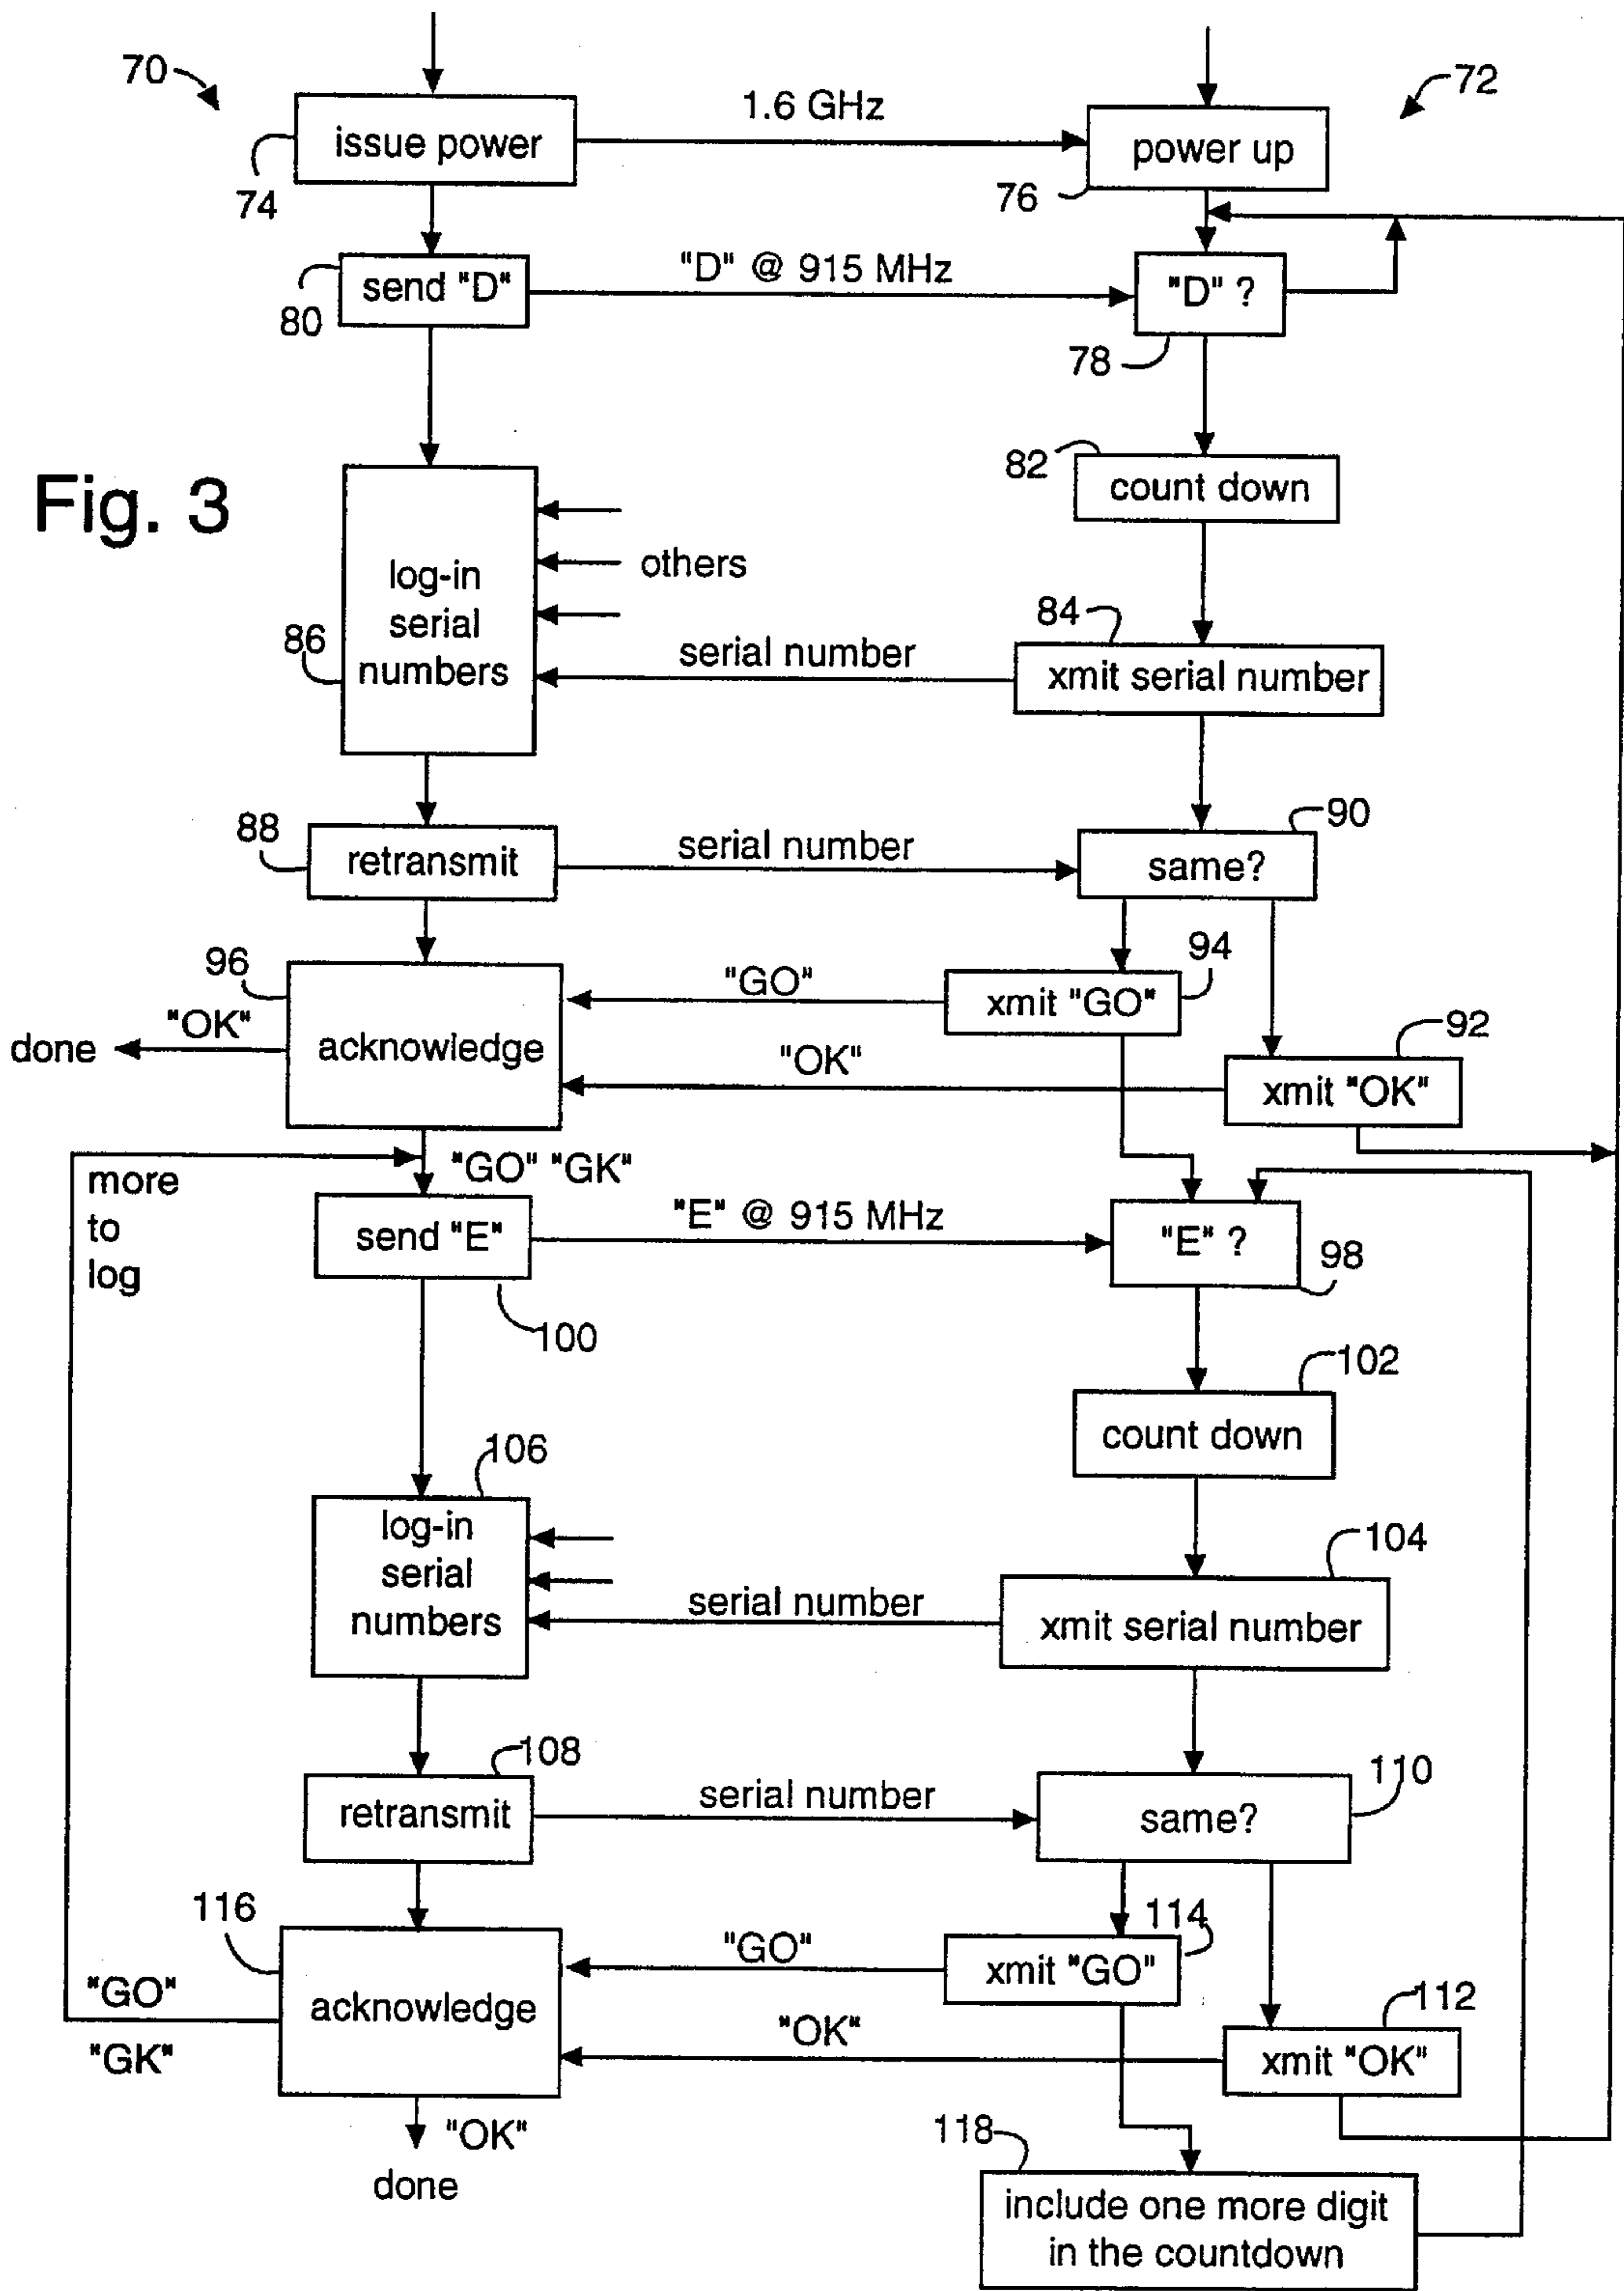 70
1.6 GHz
72
issue power
power up
74
76
send "D"
"D" @ 915 MHz
"D" ?
80
78
Fig. 3
82
count down
log-in
serial
numbers
others
84
86
serial number
xmit serial number
88
retransmit
serial number
90
same?
96
"GO"
94
xmit "GO"
done
"OK"
acknowledge
"OK"
92
xmit "OK"
more
to
log
"GO" "GK"
send "E"
"E" @ 915 MHz
"E" ?
98
100
102
count down
106
log-in
serial
numbers
104
serial number
xmit serial number
108
retransmit
serial number
110
same?
116
"GO"
114
xmit "GO"
"GO"
"GK"
acknowledge
"OK"
112
xmit "OK"
"OK"
done
118
include one more digit
in the countdown